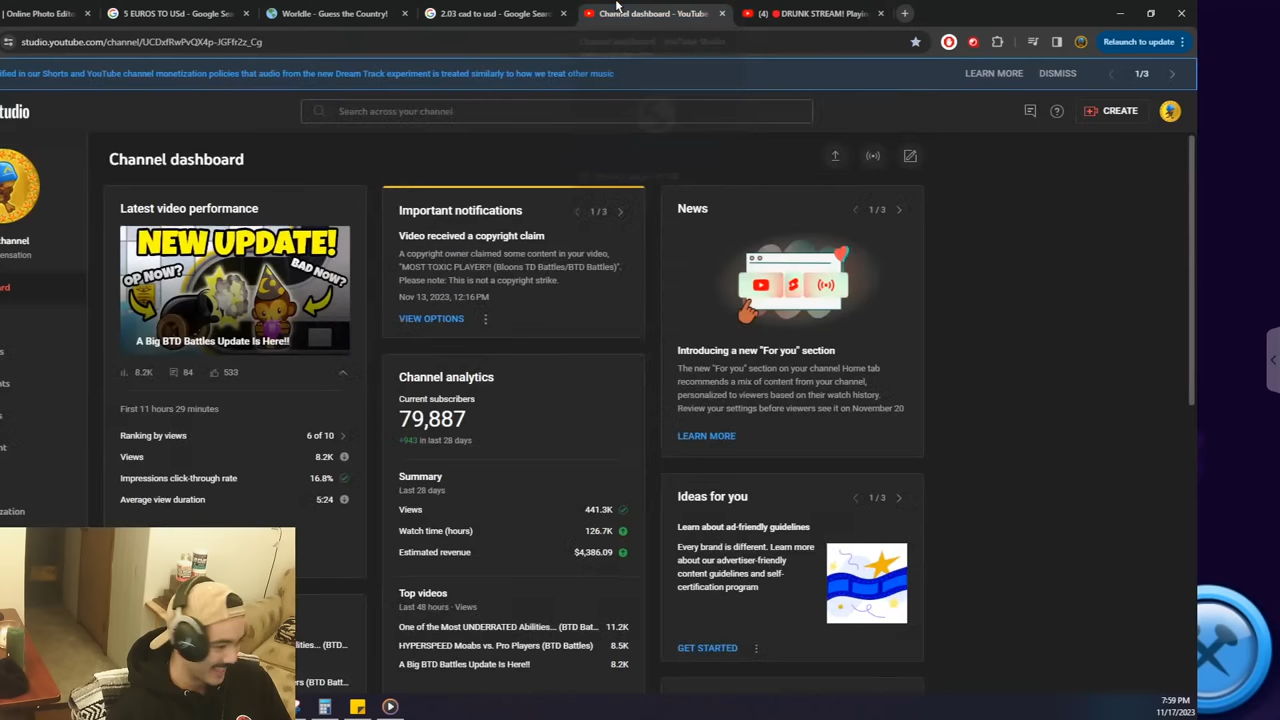 | Online Photo Editor
5 EUROS TO USd - Google Sea
Worldle - Guess the Country!
2.03 cad to usd - Google Sear
Channel dashboard - YouTube
(4) 🔴DRUNK STREAM! Playin
studio.youtube.com/channel/UCDxfRwPvQX4p-JGFfr2z_Cg
Relaunch to update
ified in our Shorts and YouTube channel monetization policies that audio from the new Dream Track experiment is treated similarly to how we treat other music
LEARN MORE
DISMISS
1/3
tudio
Search across your channel
CREATE
Channel dashboard
hannel
ensation
rd
s
nts
s
nt
ization
Latest video performance
NEW UPDATE!
OP NOW?
BAD NOW?
A Big BTD Battles Update Is Here!!
8.2K
84
533
First 11 hours 29 minutes
Ranking by views
6 of 10
Views
8.2K
Impressions click-through rate
16.8%
Average view duration
5:24
Important notifications
1 / 3
Video received a copyright claim
A copyright owner claimed some content in your video,
"MOST TOXIC PLAYER?! (Bloons TD Battles/BTD Battles)".
Please note: This is not a copyright strike.
Nov 13, 2023, 12:16 PM
VIEW OPTIONS
Channel analytics
Current subscribers
79,887
+943 in last 28 days
Summary
Last 28 days
Views
441.3K
Watch time (hours)
126.7K
Estimated revenue
$4,386.09
Top videos
Last 48 hours · Views
One of the Most UNDERRATED Abilities... (BTD Bat...
11.2K
HYPERSPEED Moabs vs. Pro Players (BTD Battles)
8.5K
A Big BTD Battles Update Is Here!!
8.2K
News
1 / 3
Introducing a new "For you" section
The new "For you" section on your channel Home tab
recommends a mix of content from your channel,
personalized to viewers based on their watch history.
Review your settings before viewers see it on November 20
LEARN MORE
Ideas for you
1 / 3
Learn about ad-friendly guidelines
Every brand is different. Learn
more about our advertiser-friendly
content guidelines and self-
certification program
GET STARTED
ilities... (BTD Bat...
ers (BTD Batt...
7:59 PM
11/17/2023